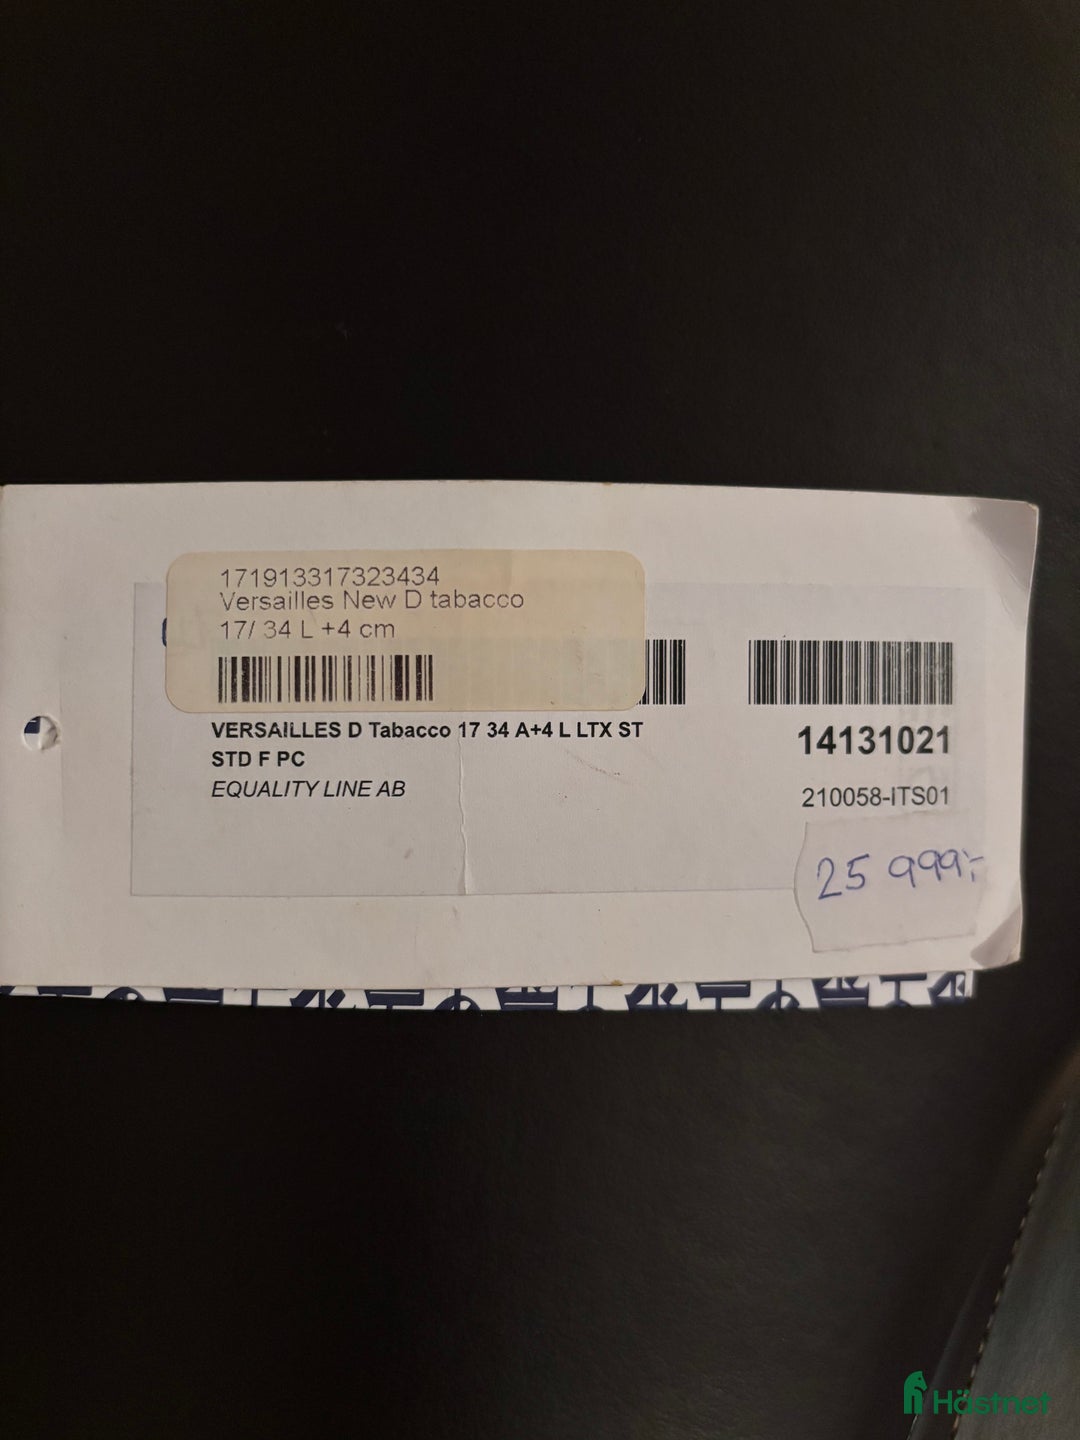 171913317323434
Versailles New D tabacco
17/ 34 L +4 cm
VERSAILLES D Tabacco 17 34 A+4 L LTX ST
STD F PC
EQUALITY LINE AB
14131021
210058-ITS01
25 999:-
Hästnet